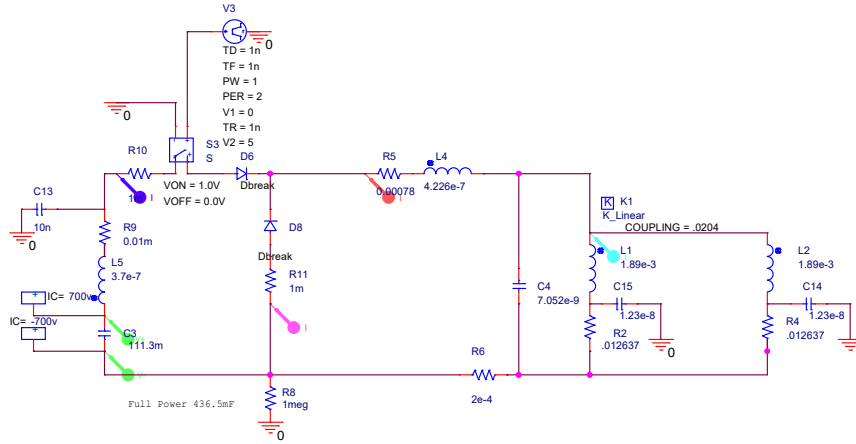 V3
0
TD = 1n
TF = 1n
PW = 1
PER = 2
V1 = 0
TR = 1n
V2 = 5
0
S3
S
R10
D6
Dbreak
VON = 1.0V
VOFF = 0.0V
R5
0.00078
I
L4
4.226e-7
C13
10n
0
R9
0.01m
D8
Dbreak
K
K1
K_Linear
COUPLING = .0204
L5
3.7e-7
R11
1m
I
C4
7.052e-9
L1
1.89e-3
L2
1.89e-3
IC= 700v
IC= -700v
C3
111.3m
C15
1.23e-8
0
R2
.012637
C14
1.23e-8
0
R4
.012637
R6
2e-4
Full Power 436.5mF
R8
1meg
0